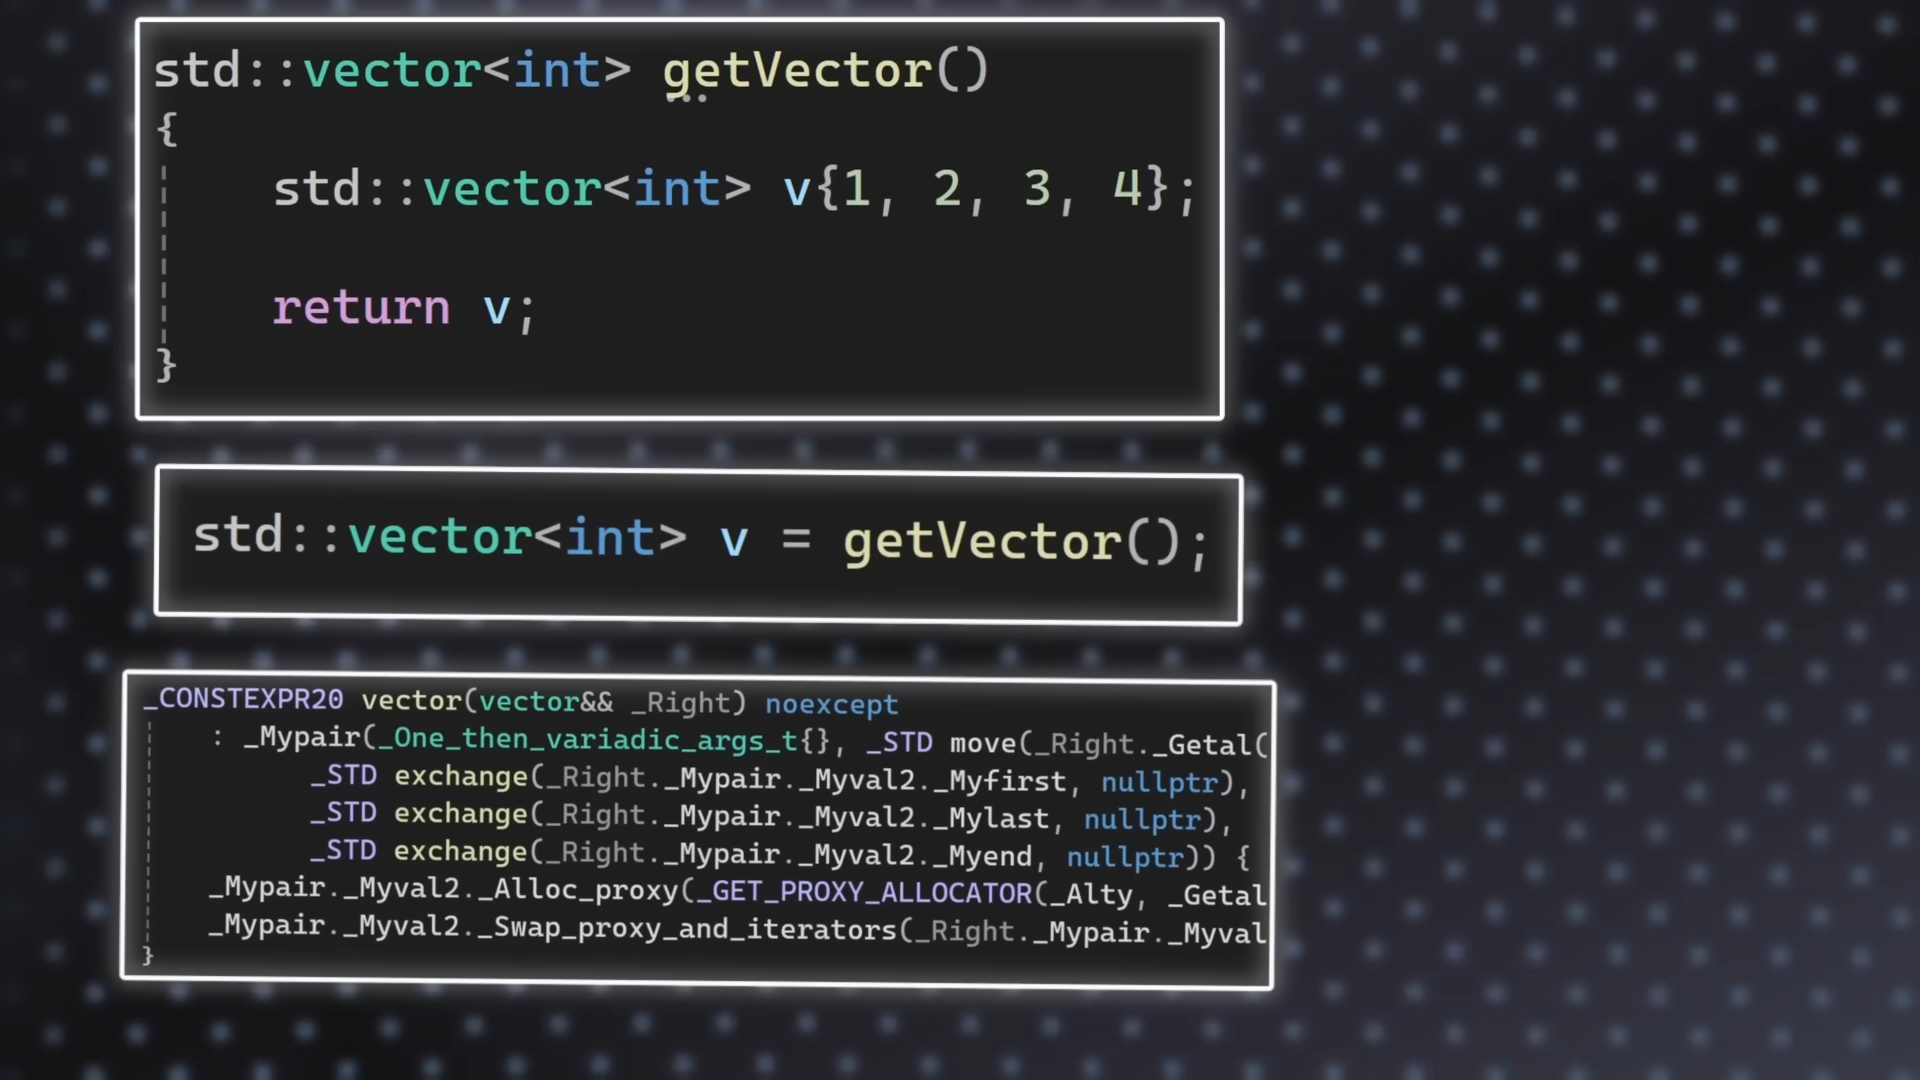 std::vector<int> getVector()
{
    std::vector<int> v{1, 2, 3, 4};
    return v;
}
std::vector<int> v = getVector();
_CONSTEXPR20 vector(vector&& _Right) noexcept
    : _Mypair(_One_then_variadic_args_t{}, _STD move(_Right._Getal(
        _STD exchange(_Right._Mypair._Myval2._Myfirst, nullptr),
        _STD exchange(_Right._Mypair._Myval2._Mylast, nullptr),
        _STD exchange(_Right._Mypair._Myval2._Myend, nullptr)) {
    _Mypair._Myval2._Alloc_proxy(_GET_PROXY_ALLOCATOR(_Alty, _Getal
    _Mypair._Myval2._Swap_proxy_and_iterators(_Right._Mypair._Myval
}